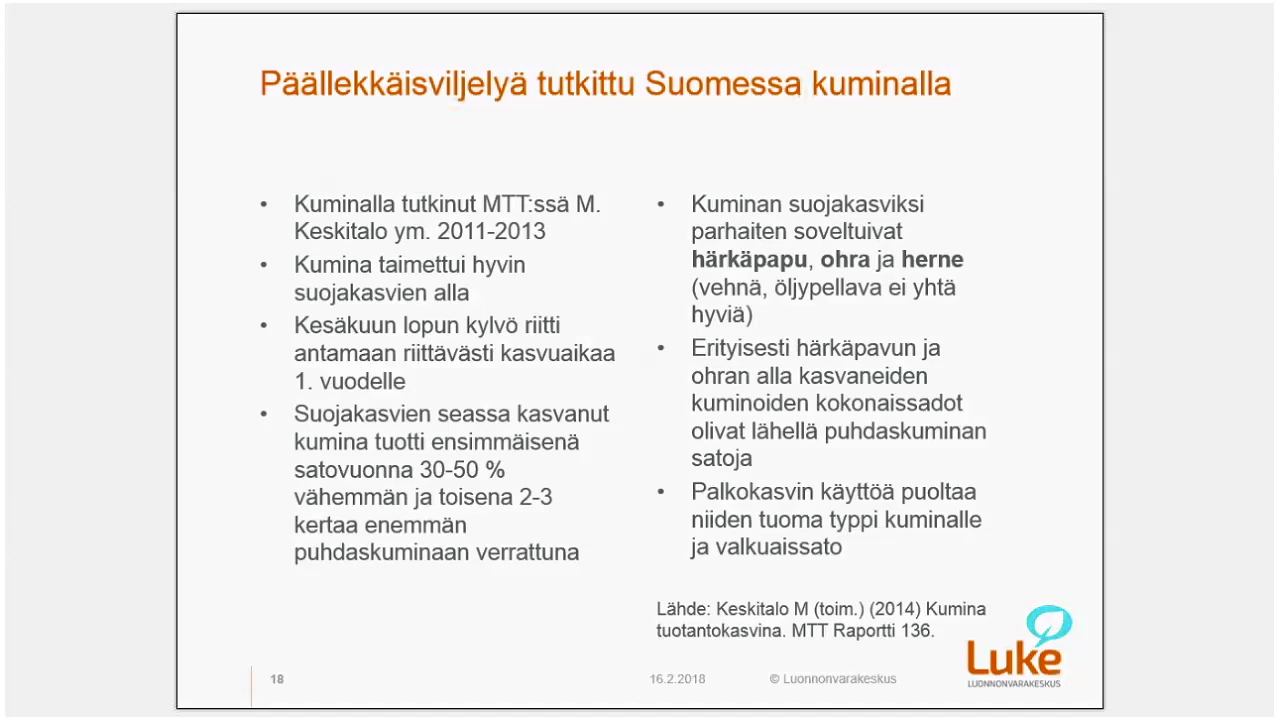 Päällekkäisviljelyä tutkittu Suomessa kuminalla
• Kuminalla tutkinut MTT:ssä M.
Keskitalo ym. 2011-2013
• Kumina taimettui hyvin
suojakasvien alla
• Kesäkuun lopun kylvö riitti
antamaan riittävästi kasvuaikaa
1. vuodelle
• Suojakasvien seassa kasvanut
kumina tuotti ensimmäisenä
satovuonna 30-50 %
vähemmän ja toisena 2-3
kertaa enemmän
puhdaskuminaan verrattuna
• Kuminan suojakasviksi
parhaiten soveltuivat
härkäpapu, ohra ja herne
(vehnä, öljypellava ei yhtä
hyviä)
• Erityisesti härkäpavun ja
ohran alla kasvaneiden
kuminoiden kokonaissadot
olivat lähellä puhdaskuminan
satoja
• Palkokasvin käyttöä puoltaa
niiden tuoma typpi kuminalle
ja valkuaissato
Lähde: Keskitalo M (toim.) (2014) Kumina
tuotantokasvina. MTT Raportti 136.
Luke
LUONNONVARAKESKUS
18
16.2.2018
© Luonnonvarakeskus